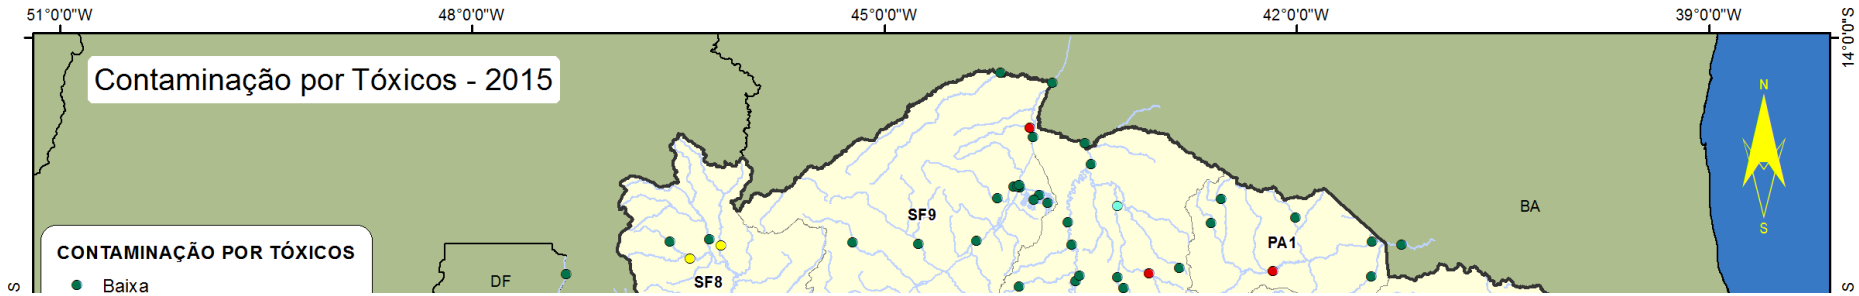 51°0'0"W 48°0'0"W 45°0'0"W 42°0'0"W 39°0'0"W
14°0'0"S
Contaminação por Tóxicos - 2015
N
S
BA
SF9
PA1
CONTAMINAÇÃO POR TÓXICOS
Baixa
DF
SF8
S
S